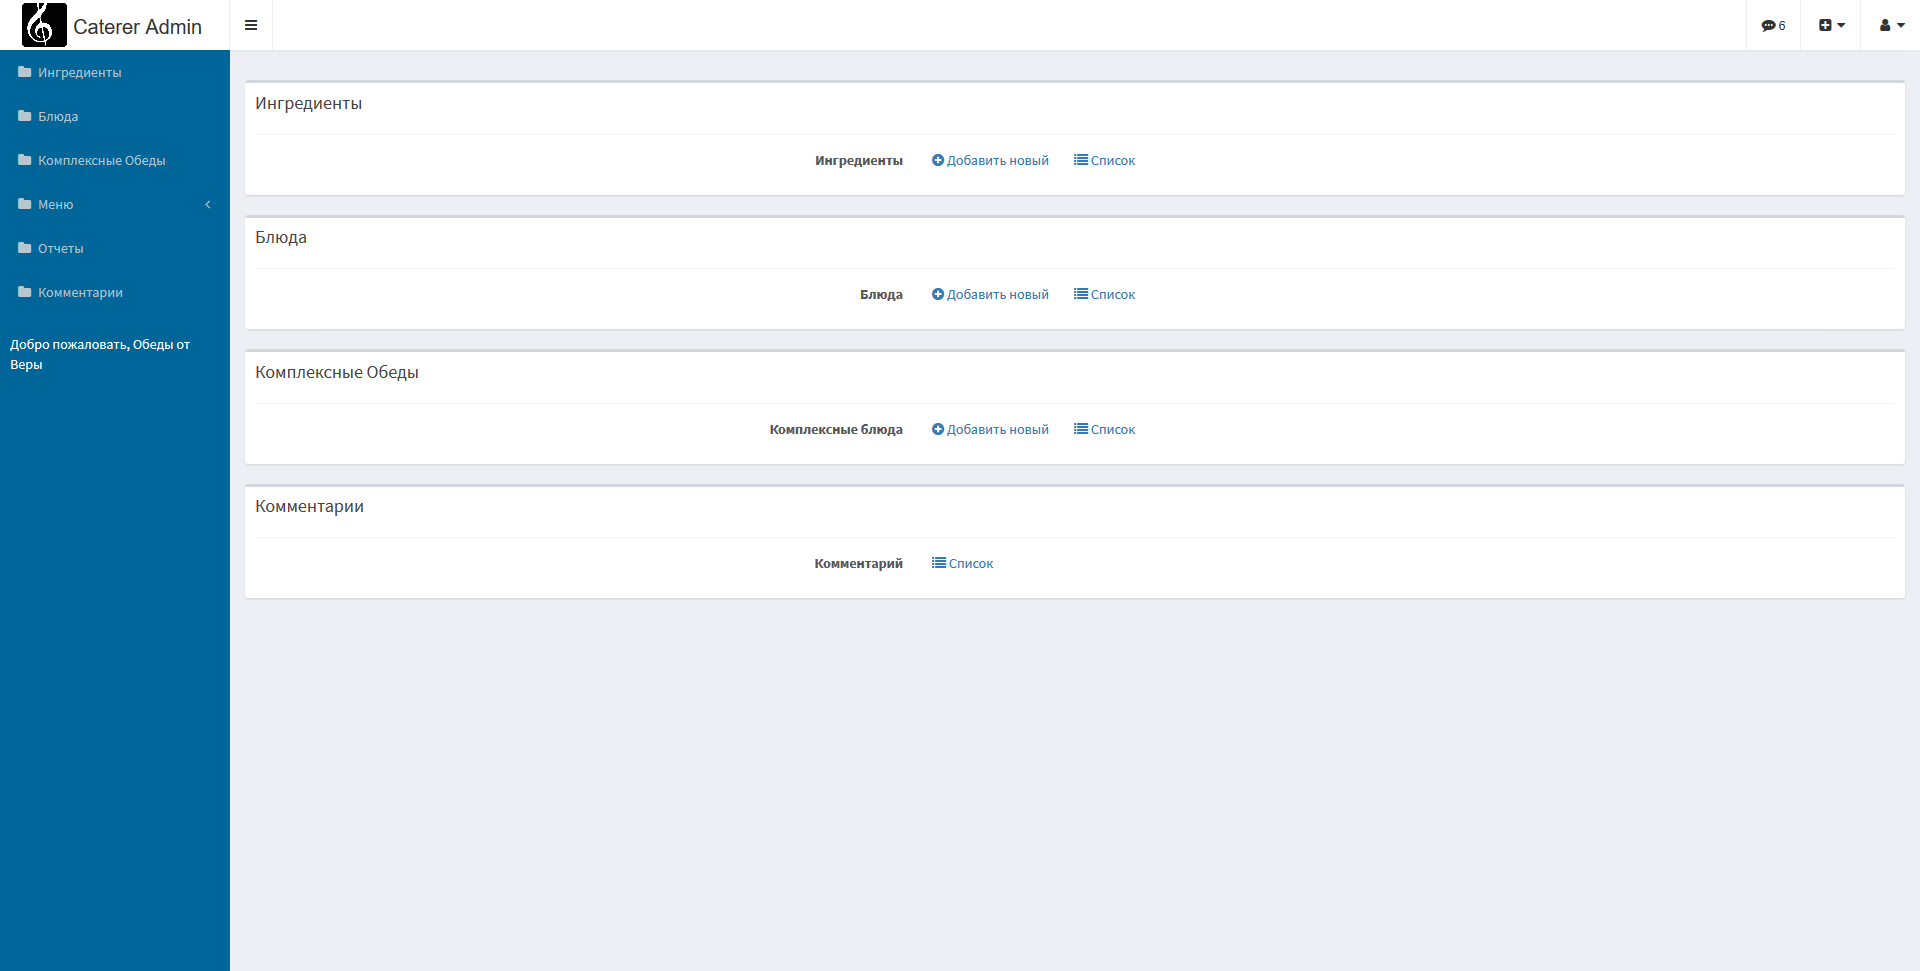 Caterer Admin
6
Ингредиенты
Блюда
Комплексные Обеды
Меню
Отчеты
Комментарии
Добро пожаловать, Обеды от
Веры
Ингредиенты
Ингредиенты Добавить новый Список
Блюда
Блюда Добавить новый Список
Комплексные Обеды
Комплексные блюда Добавить новый Список
Комментарии
Комментарий Список